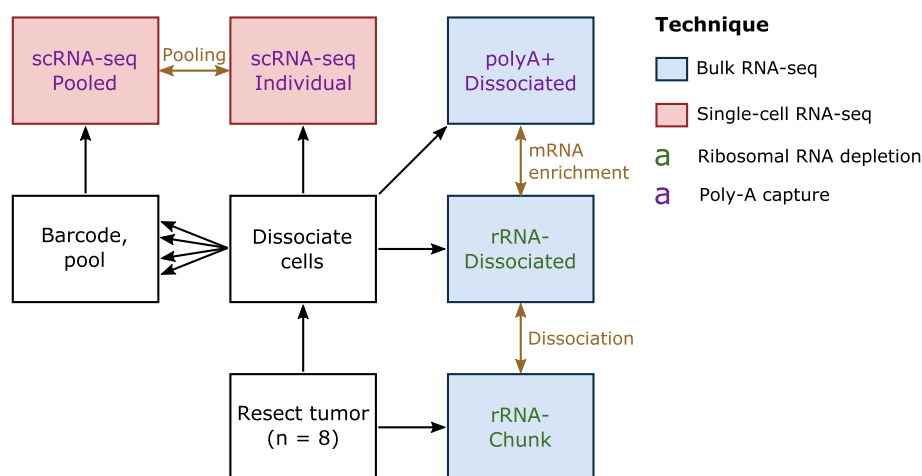 scRNA-seq
Pooled
Pooling
scRNA-seq
Individual
polyA+
Dissociated
mRNA
enrichment
Barcode,
pool
Dissociate
cells
rRNA-
Dissociated
Dissociation
Resect tumor
(n = 8)
rRNA-
Chunk
Technique
Bulk RNA-seq
Single-cell RNA-seq
a Ribosomal RNA depletion
a Poly-A capture